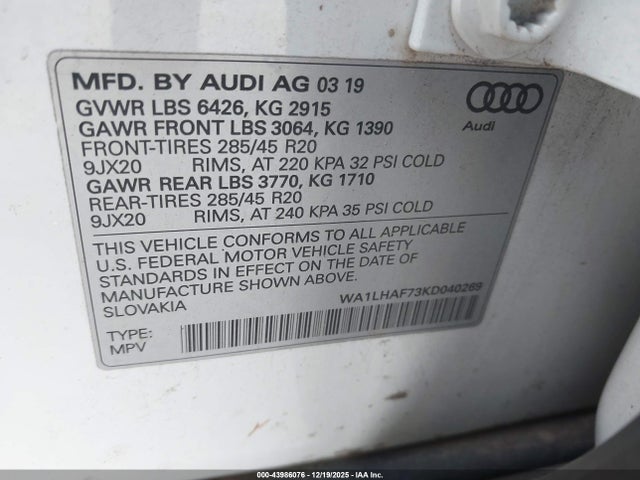 MFD. BY AUDI AG 03 19
GVWR LBS 6426, KG 2915
GAWR FRONT LBS 3064, KG 1390
FRONT-TIRES 285/45 R20
9JX20 RIMS, AT 220 KPA 32 PSI COLD
GAWR REAR LBS 3770, KG 1710
REAR-TIRES 285/45 R20
9JX20 RIMS, AT 240 KPA 35 PSI COLD
Audi
THIS VEHICLE CONFORMS TO ALL APPLICABLE
U.S. FEDERAL MOTOR VEHICLE SAFETY
STANDARDS IN EFFECT ON THE DATE OF
MANUFACTURE SHOWN ABOVE.
SLOVAKIA
WA1LHAF73KD040269
TYPE:
MPV
000-43986076 - 12/19/2025 - IAA Inc.